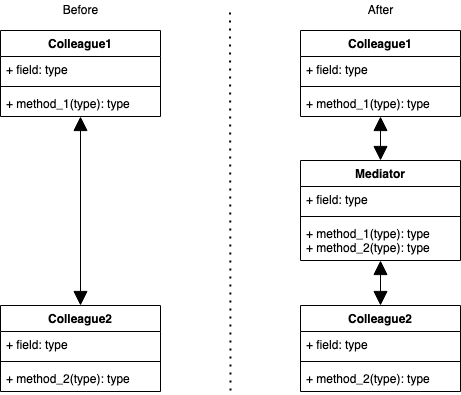 Before
Colleague1
+ field: type
+ method_1(type): type
Colleague2
+ field: type
+ method_2(type): type
After
Colleague1
+ field: type
+ method_1(type): type
Mediator
+ field: type
+ method_1(type): type
+ method_2(type): type
Colleague2
+ field: type
+ method_2(type): type